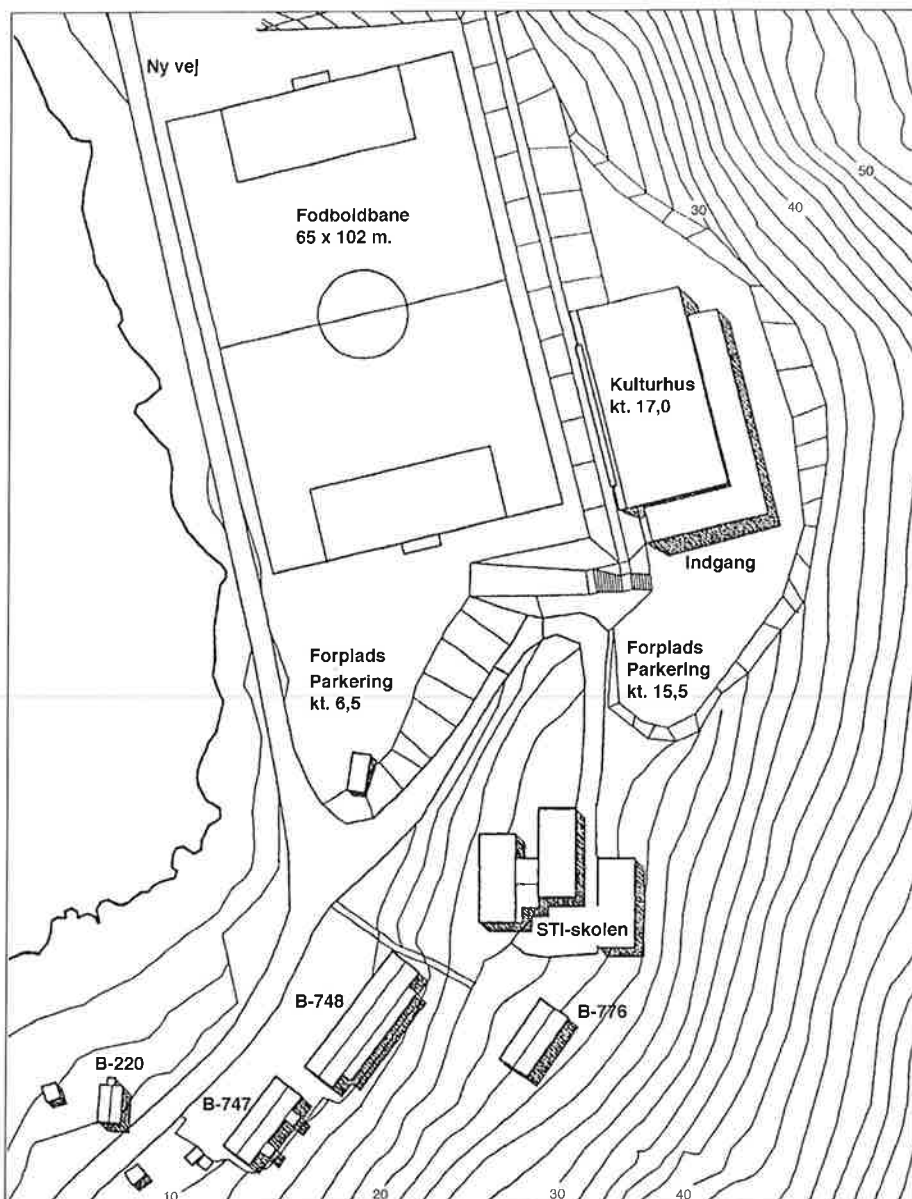 Ny vej
50
40
30
Fodboldbane
65 x 102 m.
Kulturhus
kt. 17,0
Indgang
Forplads
Parkering
kt. 15,5
Forplads
Parkering
kt. 6,5
STI-skolen
B-748
B-776
B-220
B-747
10
20
30
40